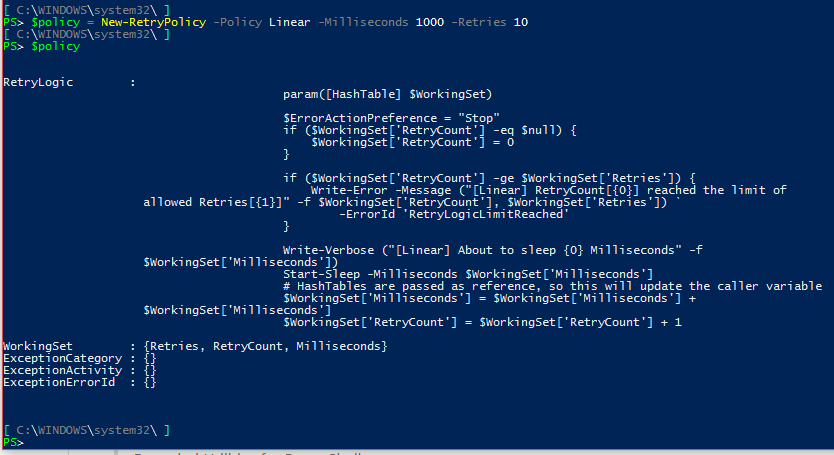 [ C:\WINDOWS\system32\ ]
PS> $policy = New-RetryPolicy -Policy Linear -Milliseconds 1000 -Retries 10
[ C:\WINDOWS\system32\ ]
PS> $policy
RetryLogic        :
                    param([HashTable] $WorkingSet)
                    $ErrorActionPreference = "Stop"
                    if ($WorkingSet['RetryCount'] -eq $null) {
                        $WorkingSet['RetryCount'] = 0
                    }
                    if ($WorkingSet['RetryCount'] -ge $WorkingSet['Retries']) {
                        Write-Error -Message ("[Linear] RetryCount[{0}] reached the limit of
allowed Retries[{1}]" -f $WorkingSet['RetryCount'], $WorkingSet['Retries']) `
                            -ErrorId 'RetryLogicLimitReached'
                    }
                    Write-Verbose ("[Linear] About to sleep {0} Milliseconds" -f
$WorkingSet['Milliseconds'])
                    Start-Sleep -Milliseconds $WorkingSet['Milliseconds']
                    # HashTables are passed as reference, so this will update the caller variable
                    $WorkingSet['Milliseconds'] = $WorkingSet['Milliseconds'] +
$WorkingSet['Milliseconds']
                    $WorkingSet['RetryCount'] = $WorkingSet['RetryCount'] + 1
WorkingSet        : {Retries, RetryCount, Milliseconds}
ExceptionCategory : {}
ExceptionActivity : {}
ExceptionErrorId  : {}
[ C:\WINDOWS\system32\ ]
PS>